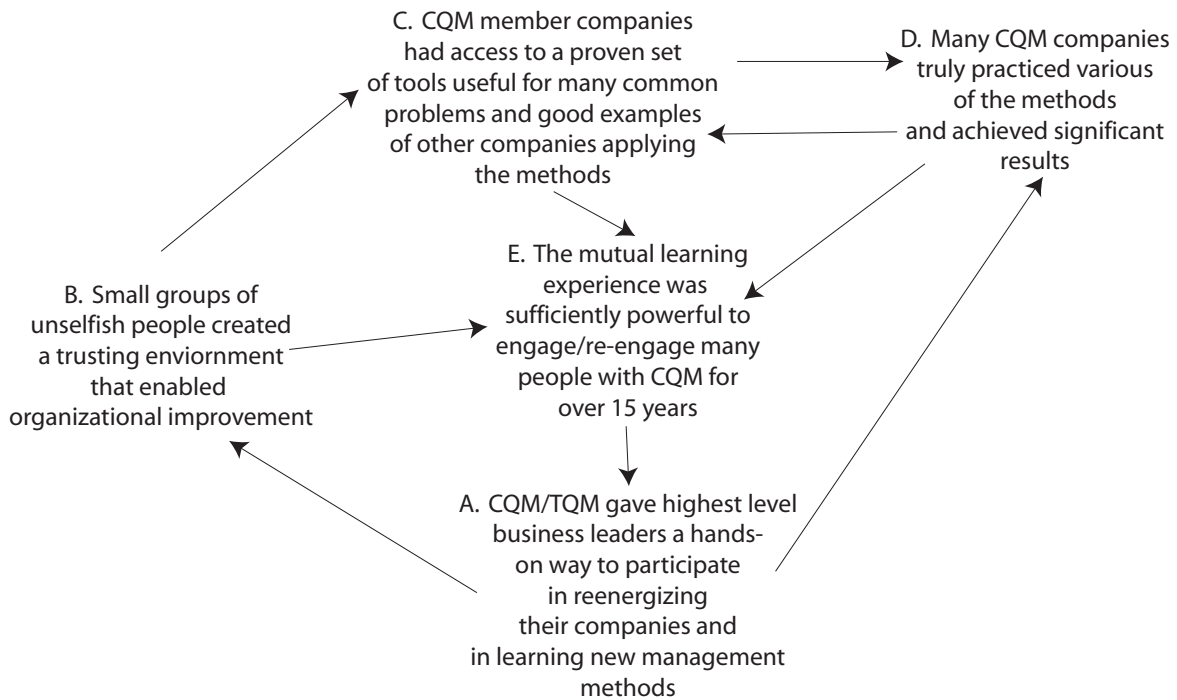 C. CQM member companies
had access to a proven set
of tools useful for many common
problems and good examples
of other companies applying
the methods
D. Many CQM companies
truly practiced various
of the methods
and achieved significant
results
B. Small groups of
unselfish people created
a trusting enviornment
that enabled
organizational improvement
E. The mutual learning
experience was
sufficiently powerful to
engage/re-engage many
people with CQM for
over 15 years
A. CQM/TQM gave highest level
business leaders a hands-
on way to participate
in reenergizing
their companies and
in learning new management
methods